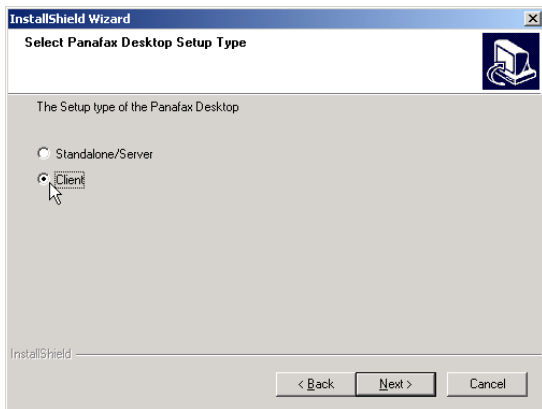 InstallShield Wizard
Select Panafax Desktop Setup Type
The Setup type of the Panafax Desktop
Standalone/Server
Client
InstallShield
< Back Next > Cancel